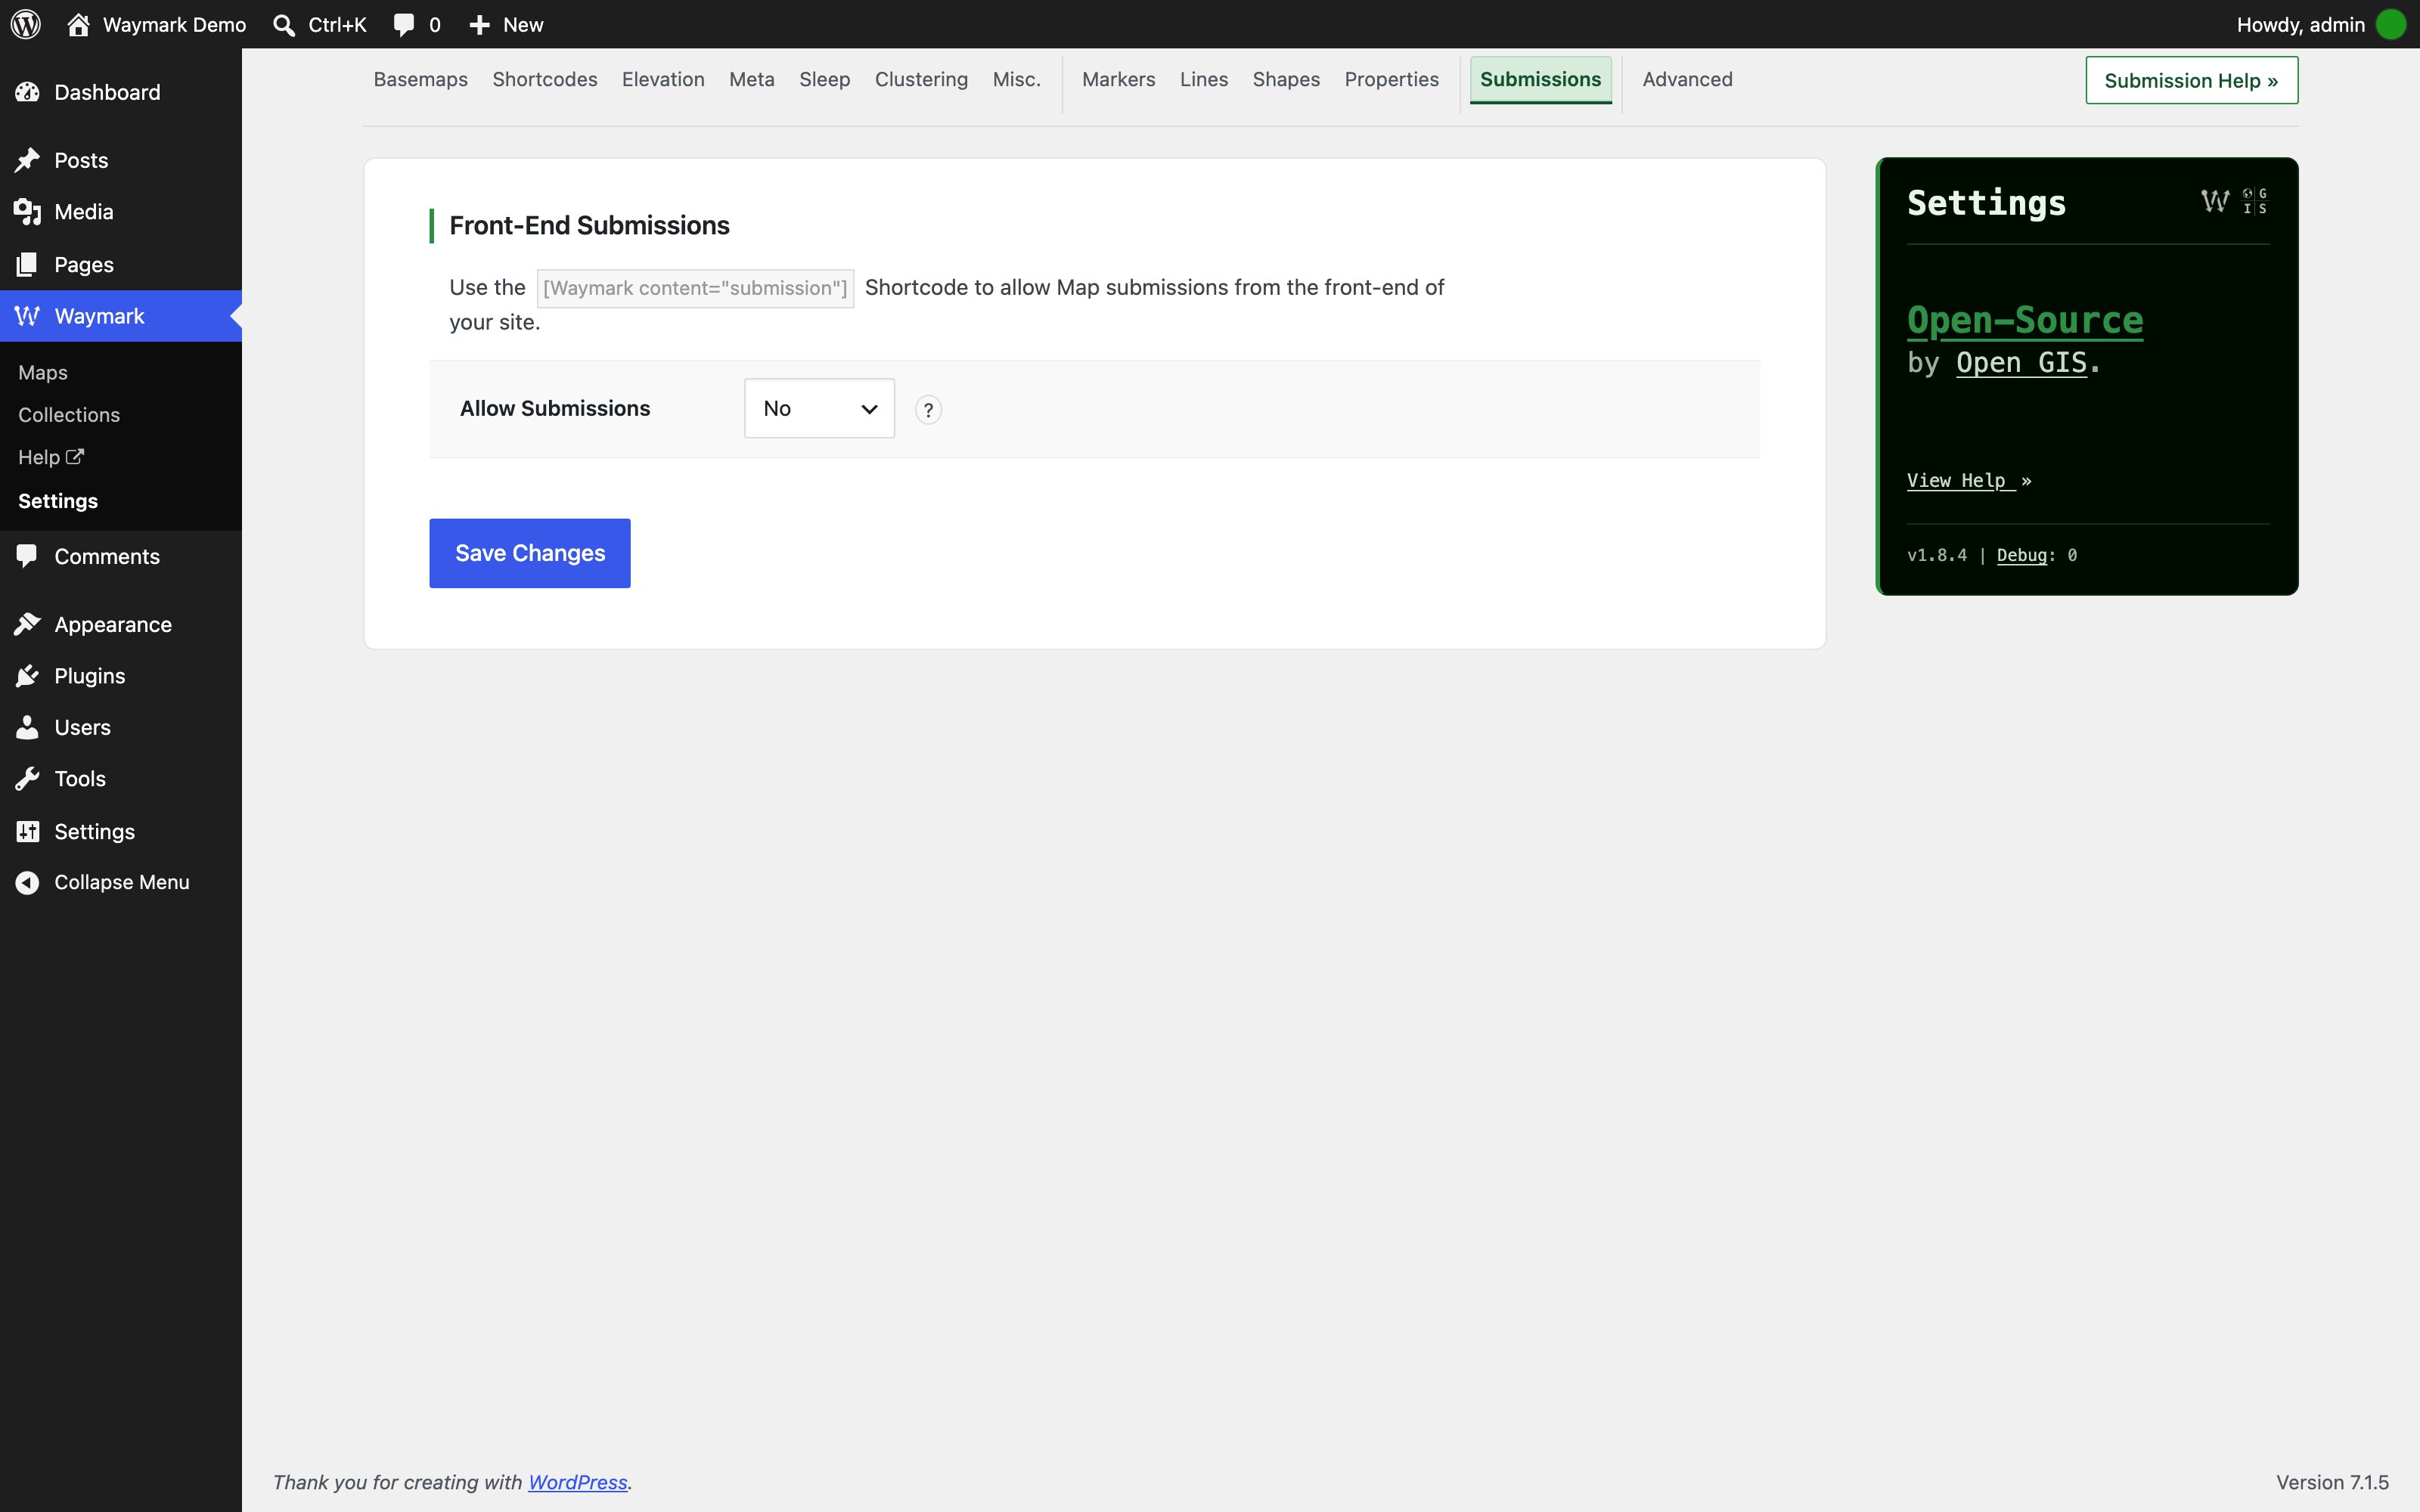 Waymark Demo Ctrl+K 0 New Howdy, admin
Dashboard
Posts
Media
Pages
Waymark
Maps
Collections
Help
Settings
Comments
Appearance
Plugins
Users
Tools
Settings
Collapse Menu
Basemaps Shortcodes Elevation Meta Sleep Clustering Misc. Markers Lines Shapes Properties Submissions Advanced Submission Help »
Front-End Submissions
Use the [Waymark content="submission"] Shortcode to allow Map submissions from the front-end of
your site.
Allow Submissions No ?
Save Changes
Settings
G
I S
Open-Source
by Open GIS.
View Help »
v1.8.4 | Debug: 0
Thank you for creating with WordPress. Version 7.1.5